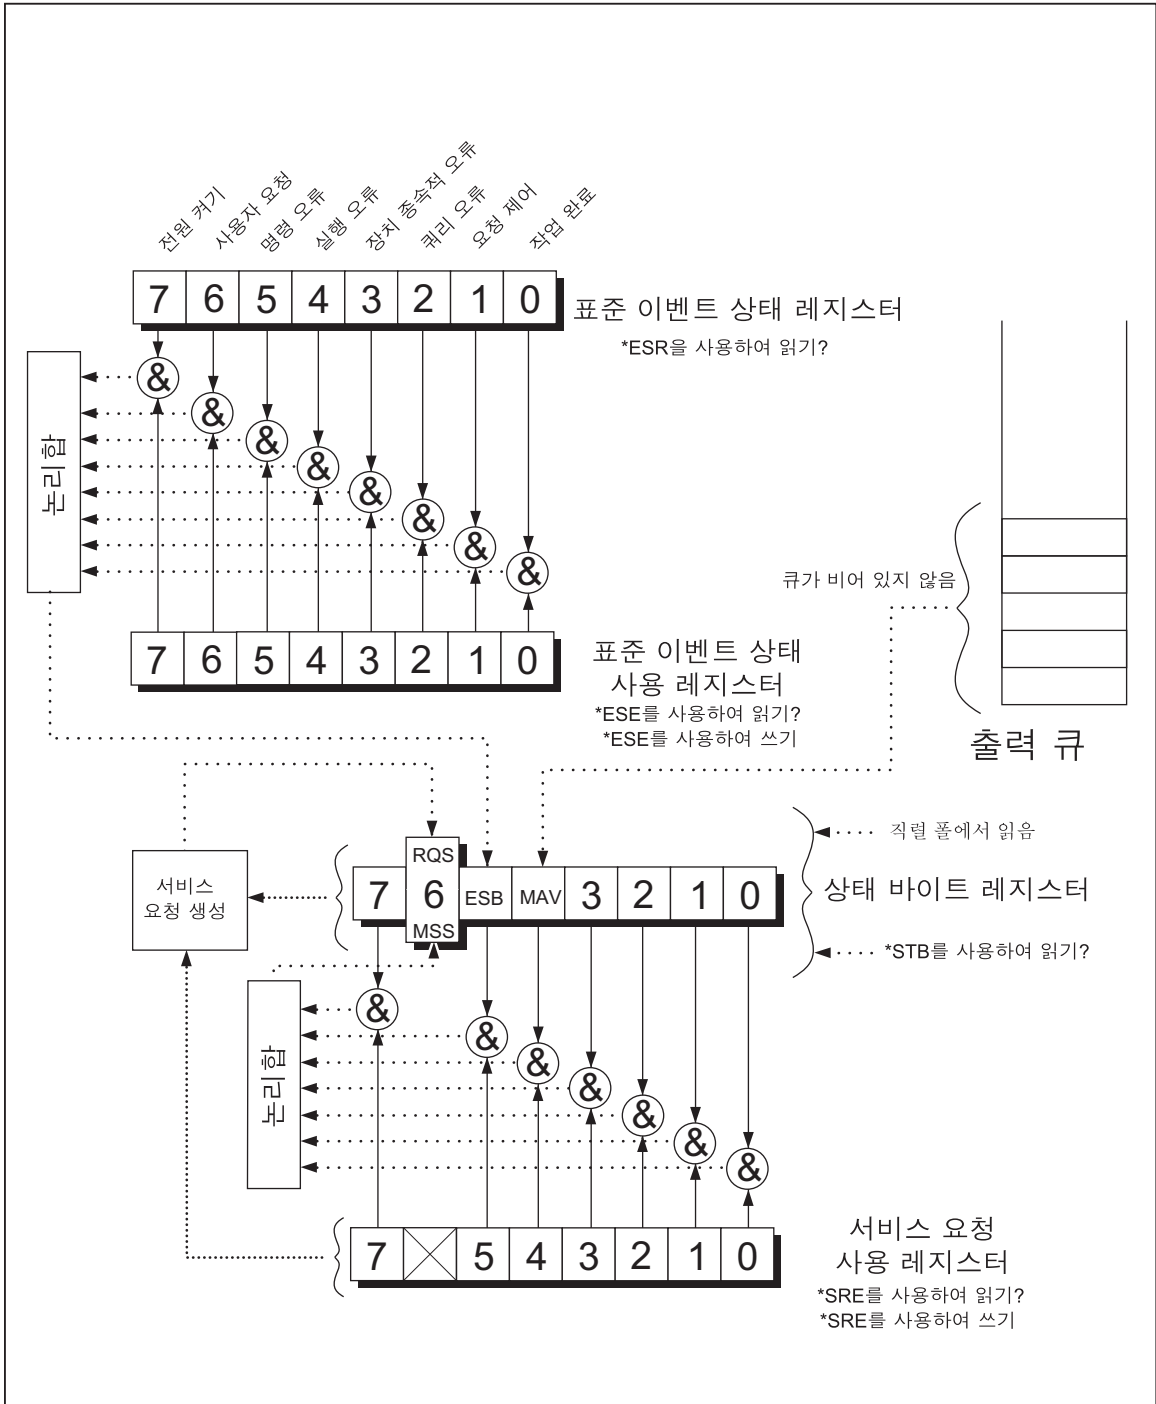 전원 켜기
사용자 요청
명령 오류
실행 오류
장치 종속적 오류
쿼리 오류
요청 제어
작업 완료
7 6 5 4 3 2 1 0
표준 이벤트 상태 레지스터
*ESR을 사용하여 읽기?
&
&
&
&
&
&
&
&
논리합
7 6 5 4 3 2 1 0
표준 이벤트 상태
사용 레지스터
*ESE를 사용하여 읽기?
*ESE를 사용하여 쓰기
큐가 비어 있지 않음
출력 큐
서비스
요청 생성
RQS
7 6 ESB MAV 3 2 1 0
MSS
직렬 폴에서 읽음
상태 바이트 레지스터
*STB를 사용하여 읽기?
&
&
&
&
&
&
&
논리합
7 5 4 3 2 1 0
서비스 요청
사용 레지스터
*SRE를 사용하여 읽기?
*SRE를 사용하여 쓰기